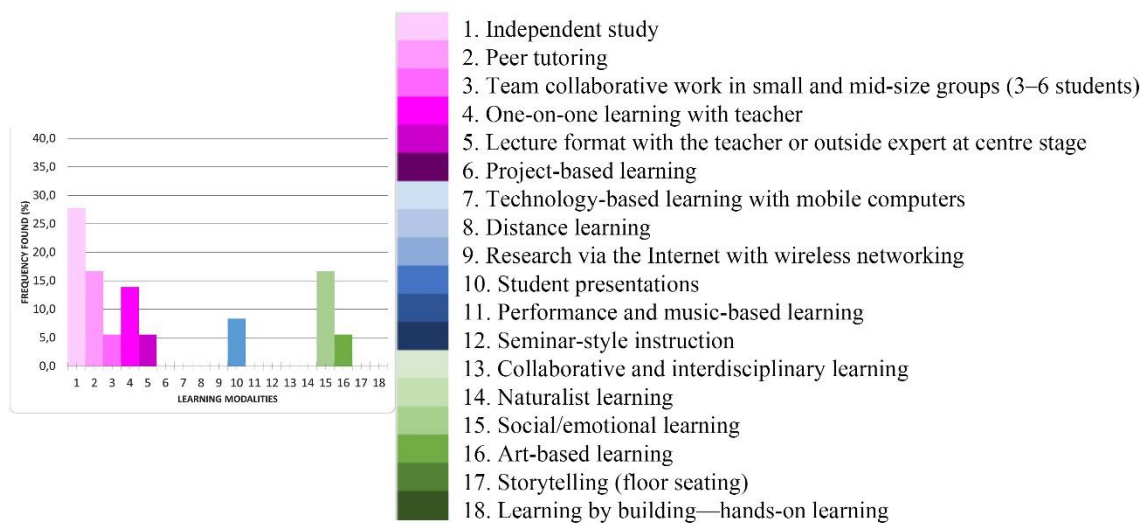 40,0
35,0
30,0
25,0
20,0
15,0
10,0
5,0
0,0
FREQUENCY FOUND (%)
1 2 3 4 5 6 7 8 9 10 11 12 13 14 15 16 17 18
LEARNING MODALITIES
1. Independent study
2. Peer tutoring
3. Team collaborative work in small and mid-size groups (3–6 students)
4. One-on-one learning with teacher
5. Lecture format with the teacher or outside expert at centre stage
6. Project-based learning
7. Technology-based learning with mobile computers
8. Distance learning
9. Research via the Internet with wireless networking
10. Student presentations
11. Performance and music-based learning
12. Seminar-style instruction
13. Collaborative and interdisciplinary learning
14. Naturalist learning
15. Social/emotional learning
16. Art-based learning
17. Storytelling (floor seating)
18. Learning by building—hands-on learning